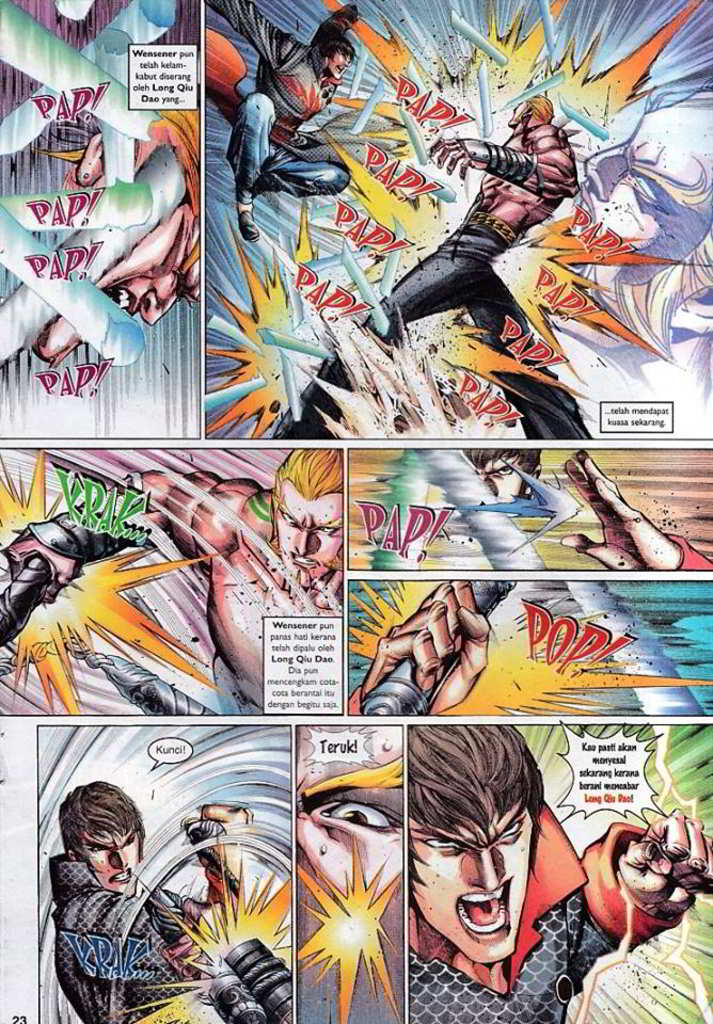 Wensener pun
telah kelam-
kabut diserang
oleh Long Qiu
Dao yang...
PAP!
PAP!
PAP!
PAP!
PAP!
PAP!
PAP!
PAP!
PAP!
PAP!
PAP!
PAP!
...telah mendapat
kuasa sekarang.
KRAK
Wensener pun
panas hati kerana
telah dipalu oleh
Long Qiu Dao.
Dia pun
mencengkam cota-
cota berantai itu
dengan begitu saja.
PAP!
POP!
Kunci!
KRAK
Teruk!
Kau pasti akan
menyesal
sekarang kerana
berani mencabar
Long Qiu Dao!
23